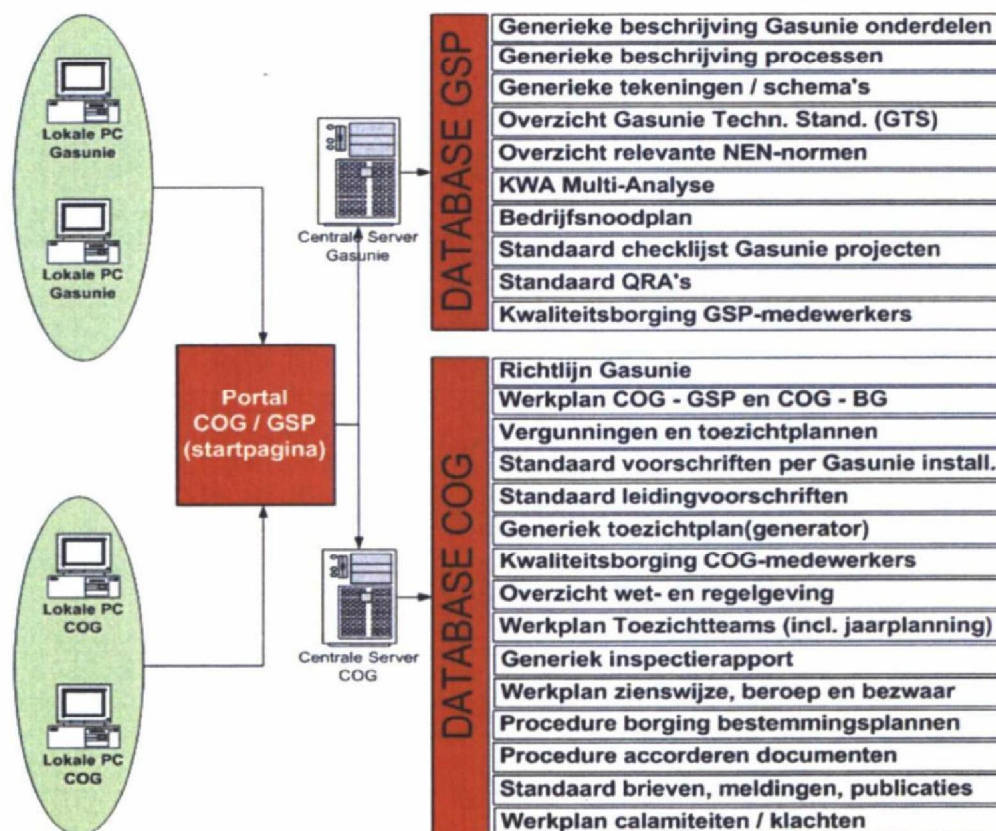 Lokale PC
Gasunie
Lokale PC
Gasunie
Portal
COG / GSP
(startpagina)
Lokale PC
COG
Lokale PC
COG
Centrale Server
Gasunie
Centrale Server
COG
DATABASE GSP
Generieke beschrijving Gasunie onderdelen
Generieke beschrijving processen
Generieke tekeningen / schema's
Overzicht Gasunie Techn. Stand. (GTS)
Overzicht relevante NEN-normen
KWA Multi-Analyse
Bedrijfsnoodplan
Standaard checklijst Gasunie projecten
Standaard QRA's
Kwaliteitsborging GSP-medewerkers
DATABASE COG
Richtlijn Gasunie
Werkplan COG - GSP en COG - BG
Vergunningen en toezichtplannen
Standaard voorschriften per Gasunie install.
Standaard leidingvoorschriften
Generiek toezichtplan(generator)
Kwaliteitsborging COG-medewerkers
Overzicht wet- en regelgeving
Werkplan Toezichtteams (incl. jaarplanning)
Generiek inspectierapport
Werkplan zienswijze, beroep en bezwaar
Procedure borging bestemmingsplannen
Procedure accorderen documenten
Standaard brieven, meldingen, publicaties
Werkplan calamiteiten / klachten